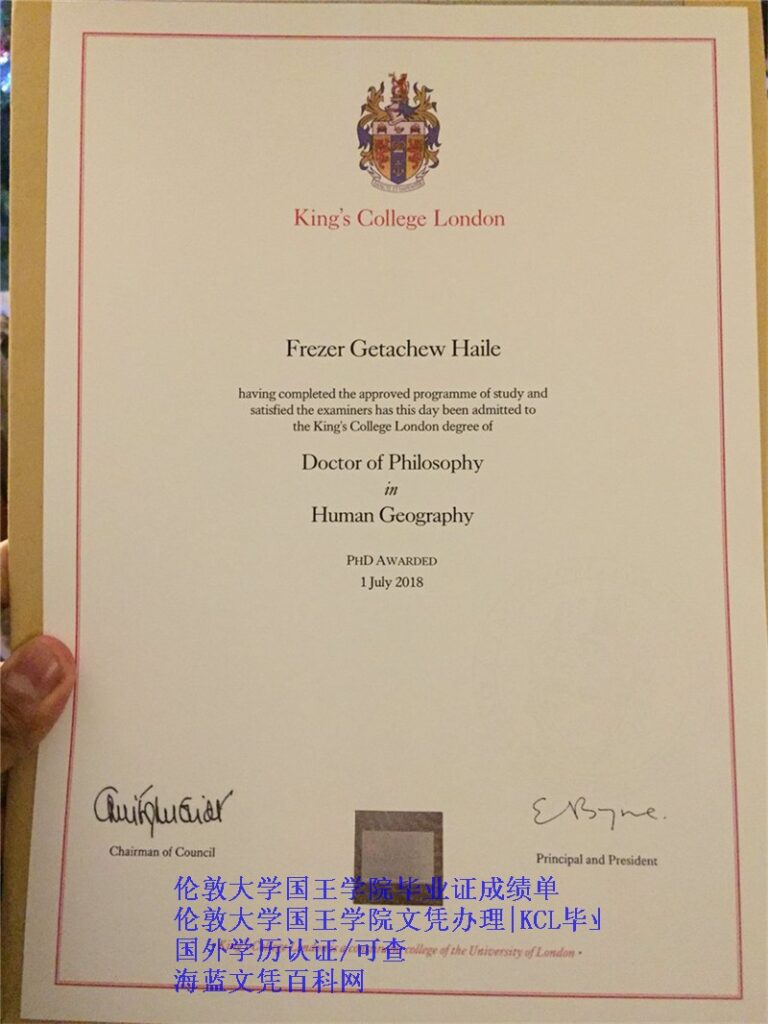 King's College London
Frezer Getachew Haile
having completed the approved programme of study and
satisfied the examiners has this day been admitted to
the King's College London degree of
Doctor of Philosophy
in
Human Geography
PHD AWARDED
1 July 2018
Chairman of Council
Principal and President
伦敦大学国王学院毕业证成绩单
伦敦大学国王学院文凭办理|KCL毕
国外学历认证/可查
college of the University of London •
海蓝文凭百科网